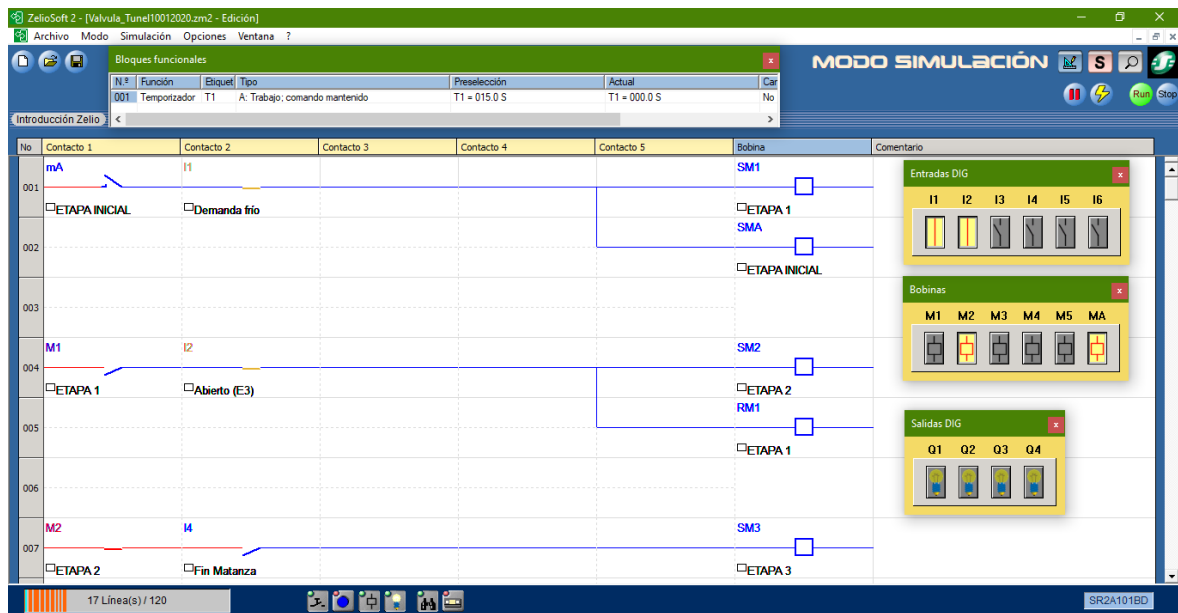 ZelioSoft 2 - [Valvula_Tunel10012020.zm2 - Edición]
Archivo Modo Simulación Opciones Ventana ?
Bloques funcionales
MODO SIMULACIÓN
S
N.º Función Etiquet Tipo Preselección Actual Car
001 Temporizador T1 A: Trabajo; comando mantenido T1 = 015.0 S T1 = 000.0 S No
Run Stop
Introducción Zelio
No Contacto 1 Contacto 2 Contacto 3 Contacto 4 Contacto 5 Bobina Comentario
mA I1 SM1
001
ETAPA INICIAL Demanda frío ETAPA 1
SMA
002
ETAPA INICIAL
003
M1 I2 SM2
004
ETAPA 1 Abierto (E3) ETAPA 2
RM1
005
ETAPA 1
006
M2 I4 SM3
007
ETAPA 2 Fin Matanza ETAPA 3
Entradas DIG
I1 I2 I3 I4 I5 I6
Bobinas
M1 M2 M3 M4 M5 MA
Salidas DIG
Q1 Q2 Q3 Q4
17 Línea(s) / 120
SR2A101BD